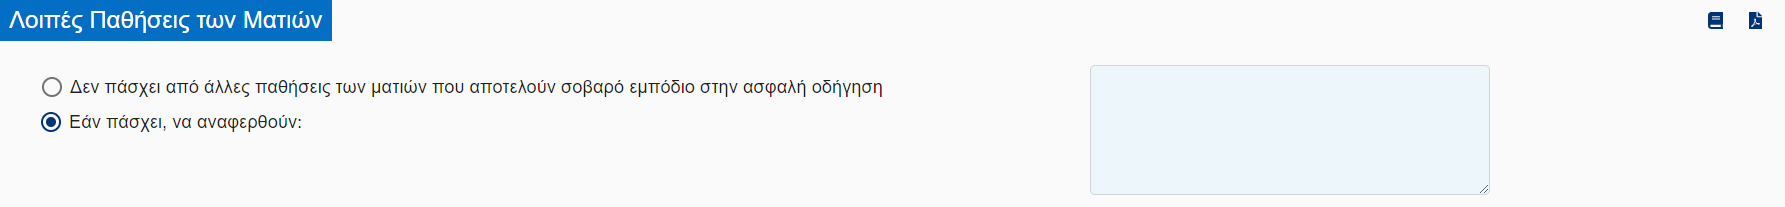 Λοιπές Παθήσεις των Ματιών
Δεν πάσχει από άλλες παθήσεις των ματιών που αποτελούν σοβαρό εμπόδιο στην ασφαλή οδήγηση
Εάν πάσχει, να αναφερθούν: